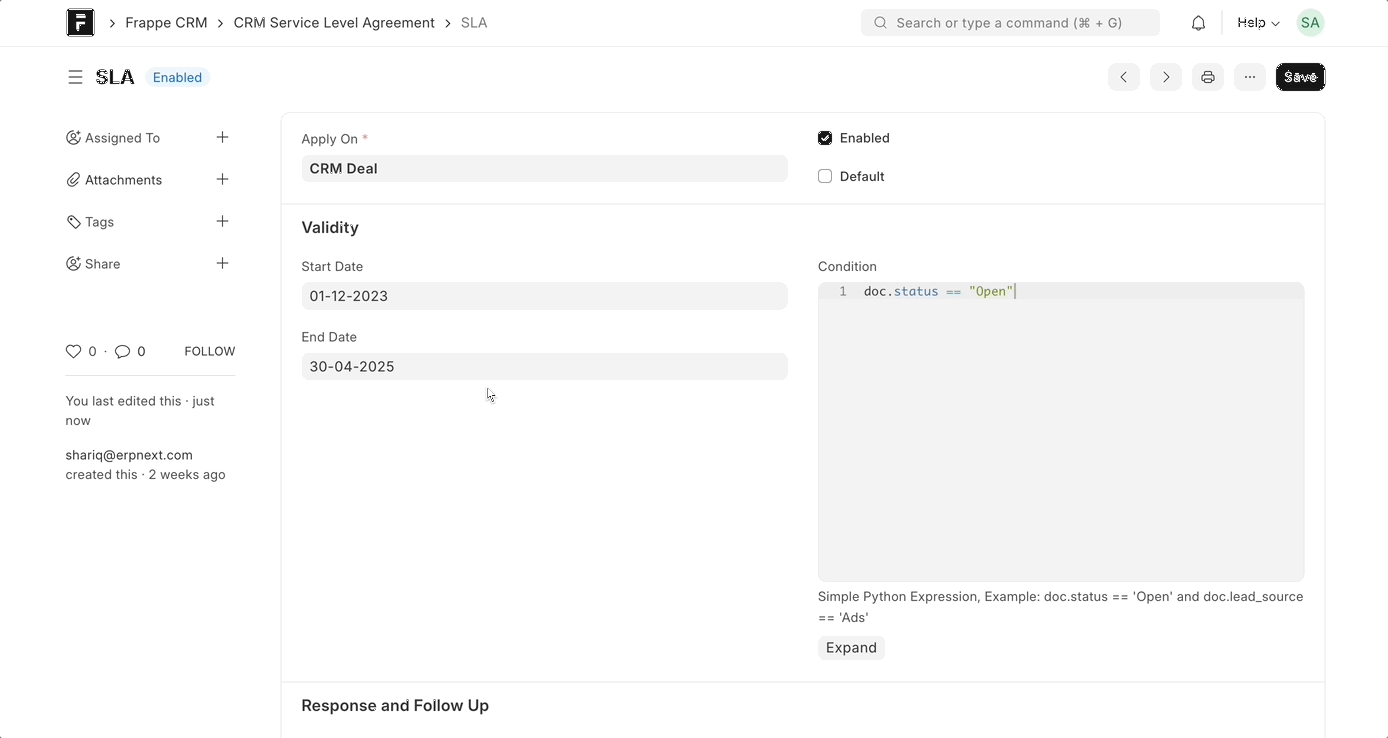 Frappe CRM CRM Service Level Agreement SLA
Search or type a command (⌘ + G)
Help
SA
SLA
Enabled
Save
Assigned To
Attachments
Tags
Share
0 · 0 FOLLOW
You last edited this · just
now
shariq@erpnext.com
created this · 2 weeks ago
Apply On *
CRM Deal
Enabled
Default
Validity
Start Date
01-12-2023
End Date
30-04-2025
Condition
1 doc.status == "Open"
Simple Python Expression, Example: doc.status == 'Open' and doc.lead_source
== 'Ads'
Expand
Response and Follow Up